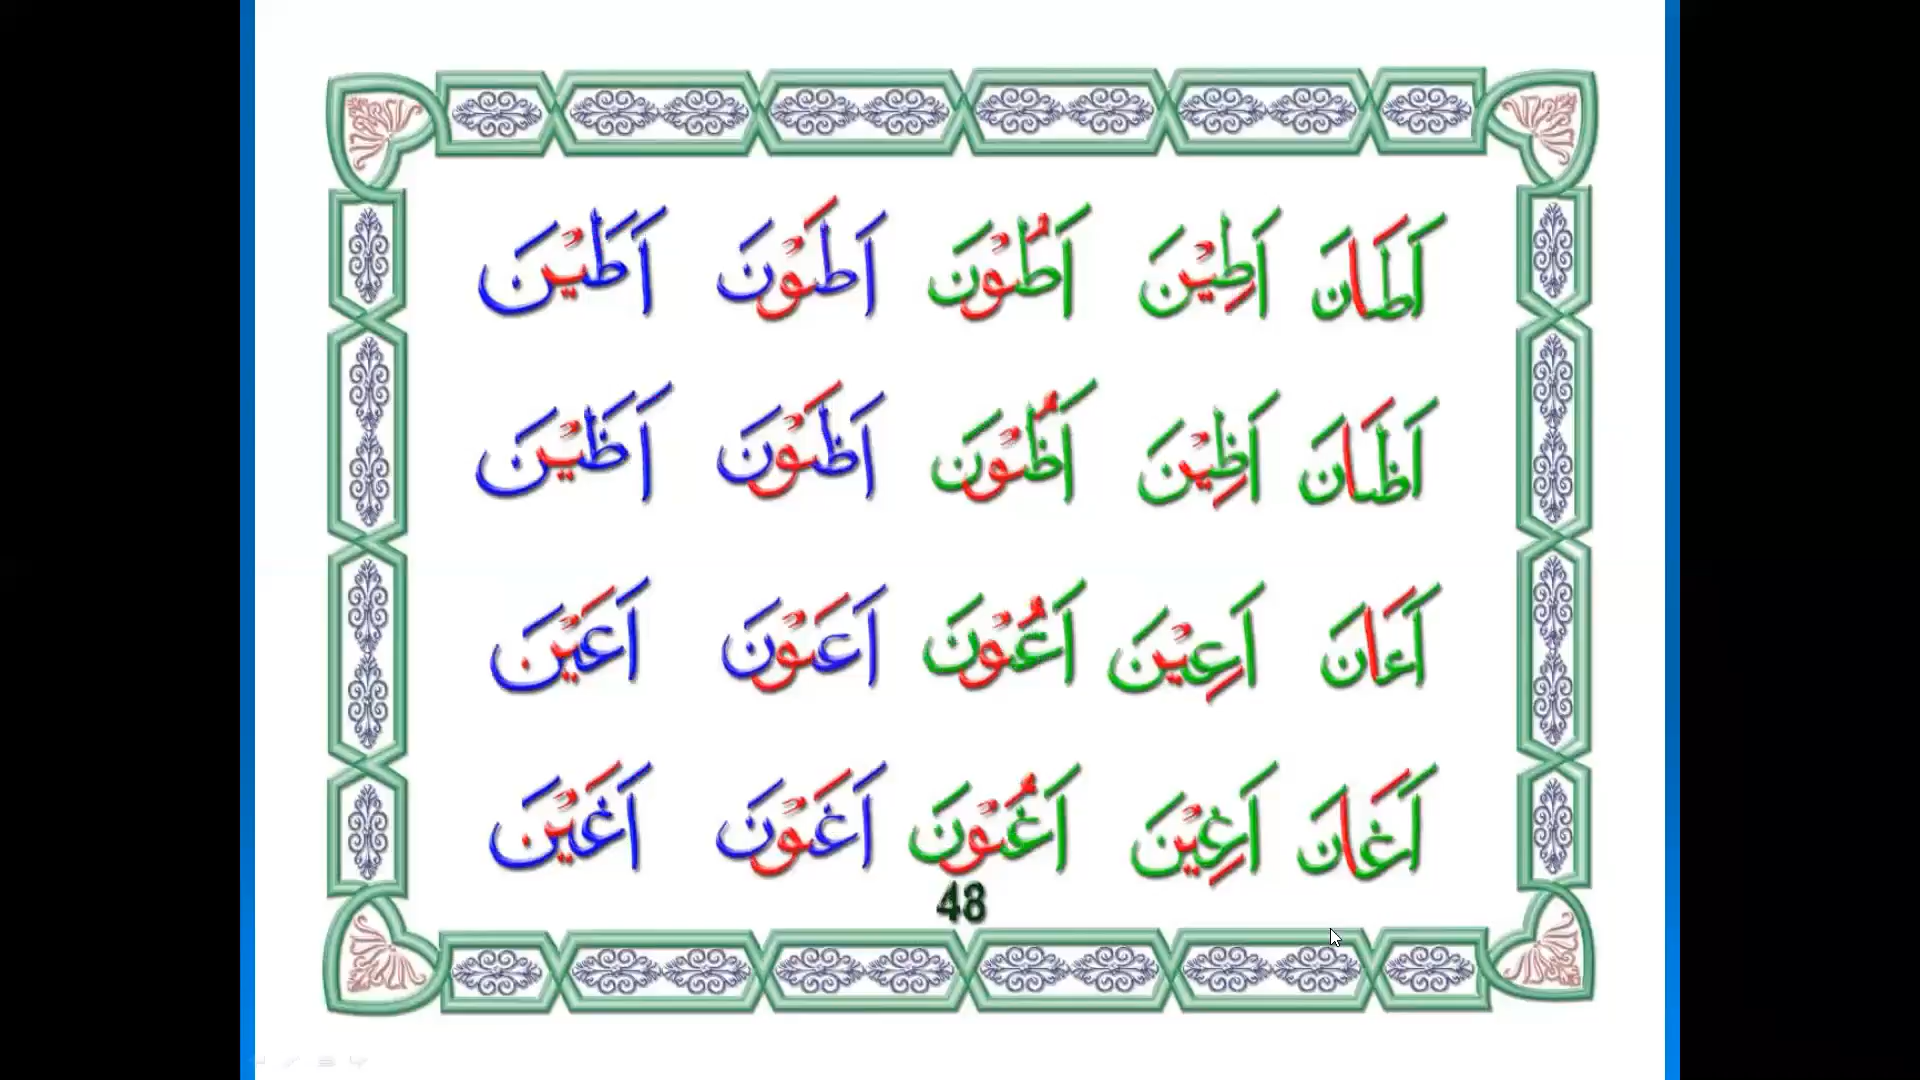 اَطَانَ اَطِيْنَ اَطُوْنَ اَطَوْنَ اَطَيْنَ
اَظَانَ اَظِيْنَ اَظُوْنَ اَظَوْنَ اَظَيْنَ
اَءَانَ اَعِيْنَ اَعُوْنَ اَعَوْنَ اَعَيْنَ
اَغَانَ اَغِيْنَ اَغُوْنَ اَغَوْنَ اَغَيْنَ
48